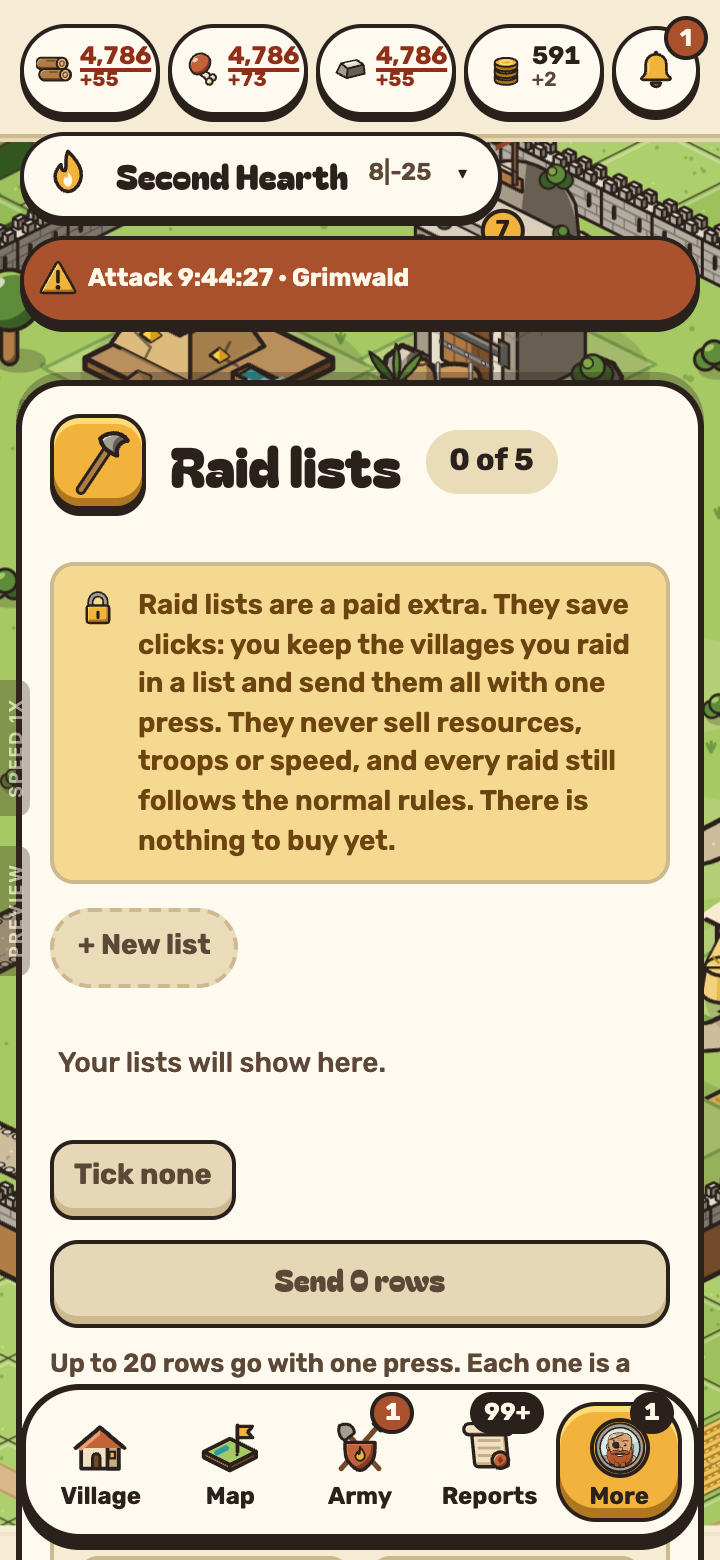 4,786
+55
4,786
+73
4,786
+55
591
+2
1
Second Hearth 8|-25 ▼
7
Attack 9:44:27 • Grimwald
Raid lists 0 of 5
Raid lists are a paid extra. They save
clicks: you keep the villages you raid
in a list and send them all with one
press. They never sell resources,
troops or speed, and every raid still
follows the normal rules. There is
nothing to buy yet.
SPEED 1X
PREVIEW
+ New list
Your lists will show here.
Tick none
Send 0 rows
Up to 20 rows go with one press. Each one is a
1
99+
1
Village
Map
Army
Reports
More